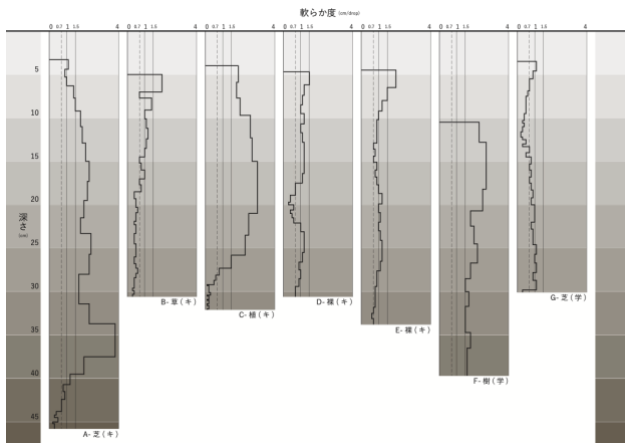 軟らか度 (cm/drop)
0 0.7 1 1.5 4 0 0.7 1 1.5 4 0 0.7 1 1.5 4 0 0.7 1 1.5 4 0 0.7 1 1.5 4 0 0.7 1 1.5 4 0 0.7 1 1.5 4
5
10
15
20
深さ (cm)
25
30
35
40
45
G- 芝 ( 学 )
B- 草 ( キ )
D- 裸 ( キ )
C- 植 ( キ )
E- 裸 ( キ )
F- 樹 ( 学 )
A- 芝 ( キ )